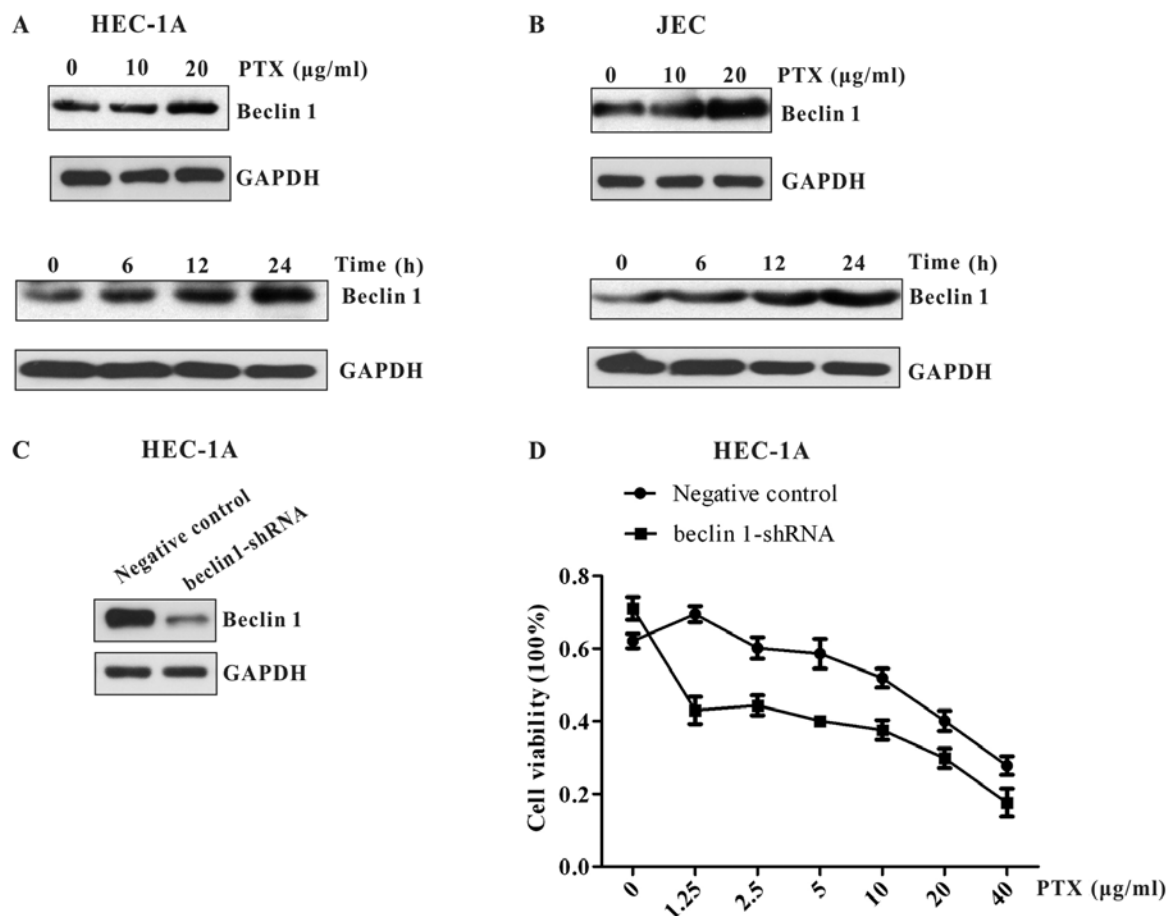 A HEC-1A
0 10 20 PTX (µg/ml)
Beclin 1
GAPDH
0 6 12 24 Time (h)
Beclin 1
GAPDH
B JEC
0 10 20 PTX (µg/ml)
Beclin 1
GAPDH
0 6 12 24 Time (h)
Beclin 1
GAPDH
C HEC-1A
Negative control
beclin1-shRNA
Beclin 1
GAPDH
D HEC-1A
Negative control
beclin 1-shRNA
Cell viability (100%)
0.8
0.6
0.4
0.2
0.0
0 1.25 2.5 5 10 20 40 PTX (µg/ml)